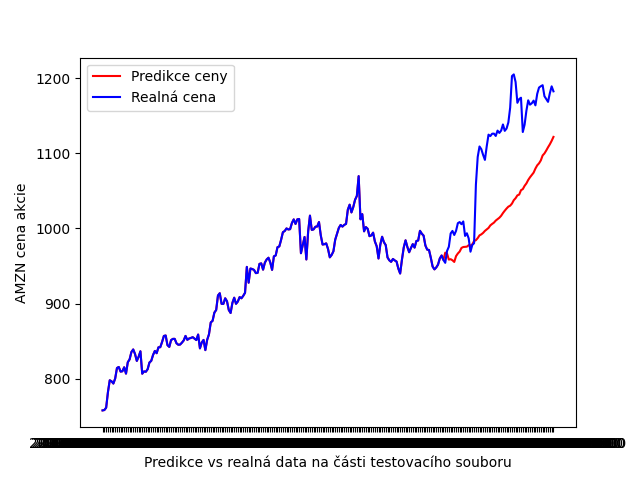 Predikce ceny
Realná cena
1200
1100
1000
900
800
AMZN cena akcie
Predikce vs realná data na části testovacího souboru